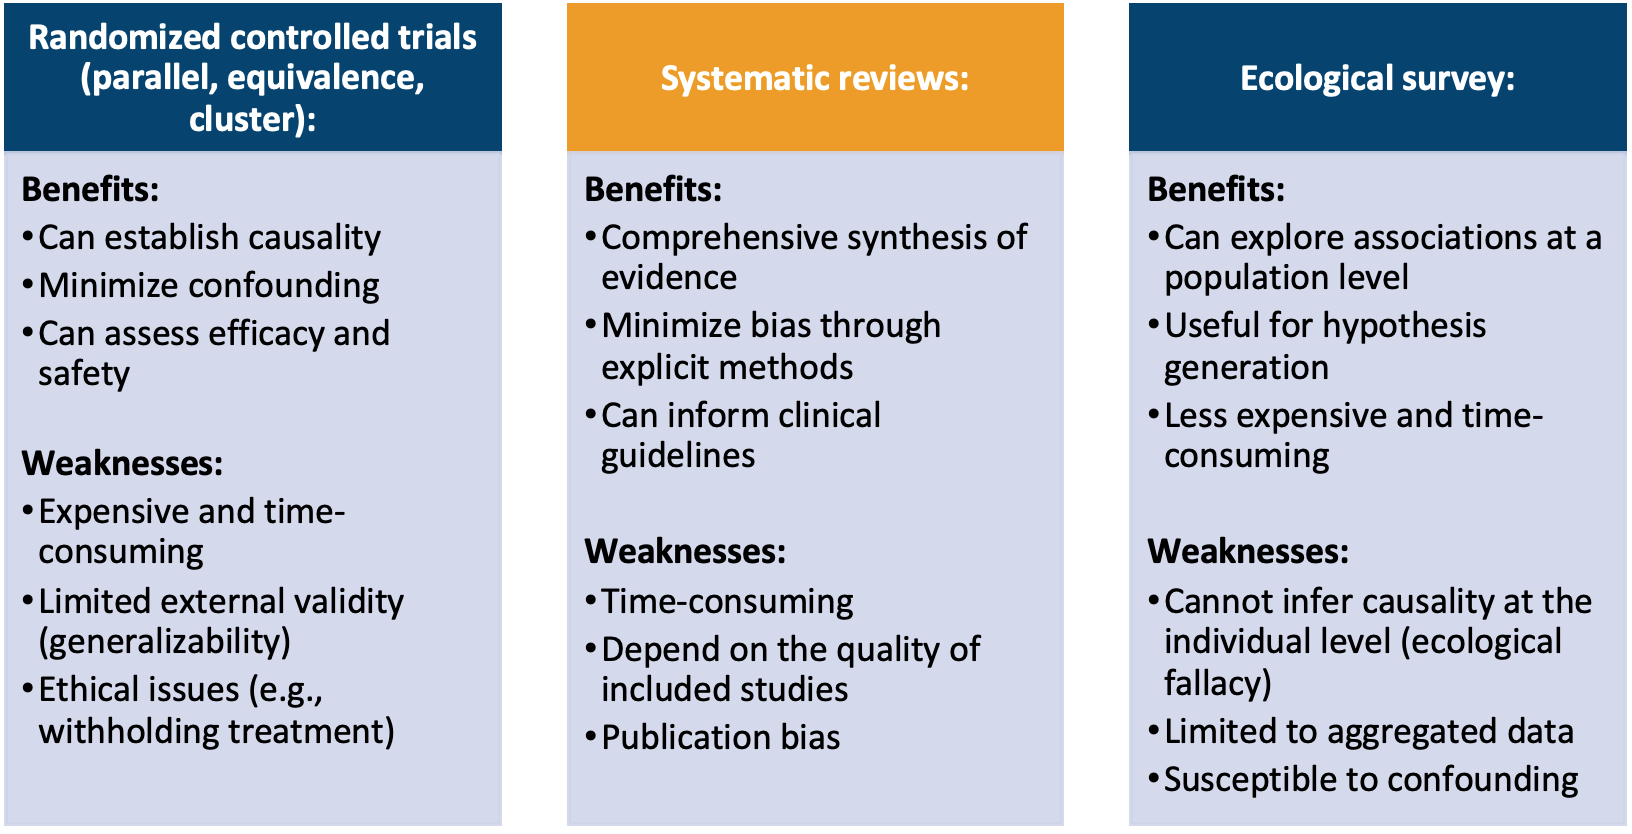 Randomized controlled trials
(parallel, equivalence,
cluster):
Benefits:
•Can establish causality
•Minimize confounding
•Can assess efficacy and
safety
Weaknesses:
•Expensive and time-
consuming
•Limited external validity
(generalizability)
•Ethical issues (e.g.,
withholding treatment)
Systematic reviews:
Benefits:
•Comprehensive synthesis of
evidence
•Minimize bias through
explicit methods
•Can inform clinical
guidelines
Weaknesses:
•Time-consuming
•Depend on the quality of
included studies
•Publication bias
Ecological survey:
Benefits:
•Can explore associations at a
population level
•Useful for hypothesis
generation
•Less expensive and time-
consuming
Weaknesses:
•Cannot infer causality at the
individual level (ecological
fallacy)
•Limited to aggregated data
•Susceptible to confounding